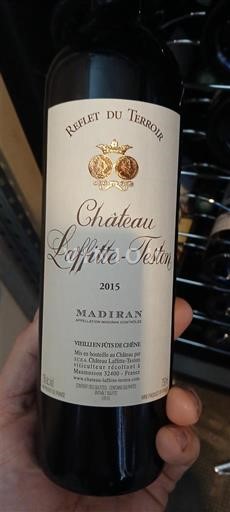 REFLET DU TERROIR
Château
Laffitte-Teston
2015
MADIRAN
APPELLATION MADIRAN CONTRÔLÉE
VIEILLI EN FÛTS DE CHÊNE
Mis en bouteille au Château par
S.C.E.A. Château Laffitte-Teston
viticulteur récoltant à
Maumusson 32400 - France
www.chateau-laffitte-teston.com